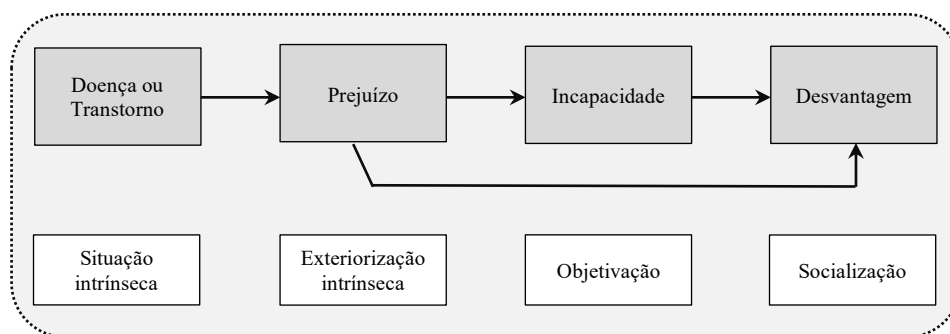 Doença ou
Transtorno
Prejuízo
Incapacidade
Desvantagem
Situação
intrínseca
Exteriorização
intrínseca
Objetivação
Socialização